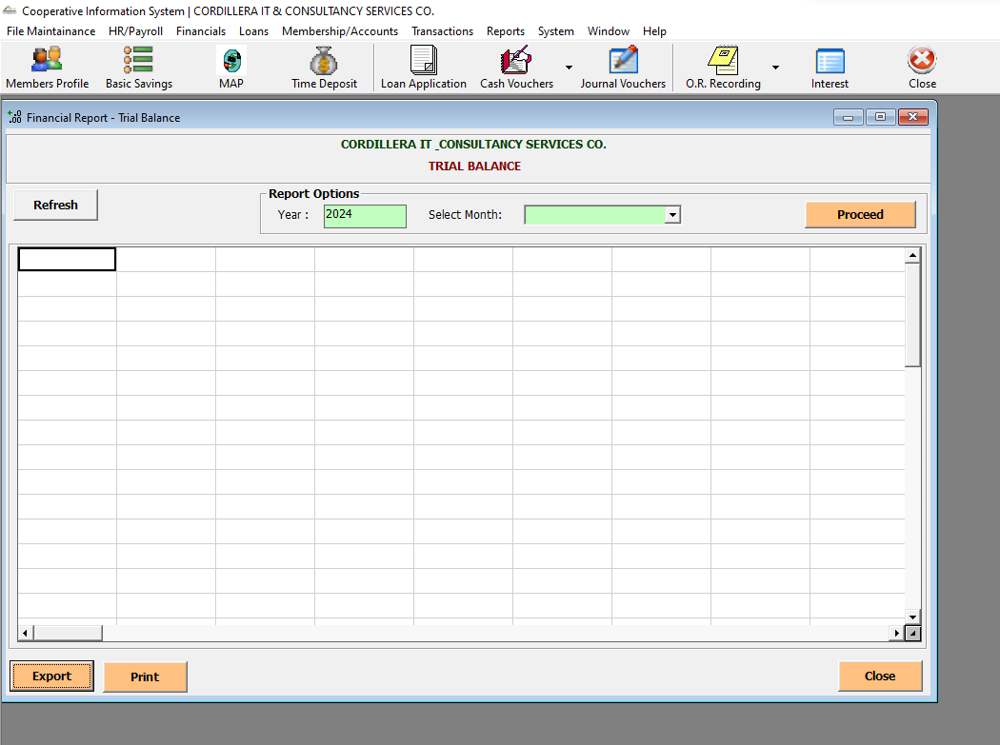 Cooperative Information System | CORDILLERA IT & CONSULTANCY SERVICES CO.
File Maintainance HR/Payroll Financials Loans Membership/Accounts Transactions Reports System Window Help
Members Profile Basic Savings MAP Time Deposit Loan Application Cash Vouchers Journal Vouchers O.R. Recording Interest Close
Financial Report - Trial Balance
CORDILLERA IT _CONSULTANCY SERVICES CO.
TRIAL BALANCE
Report Options
Refresh Year : 2024 Select Month: Proceed
Export Print Close